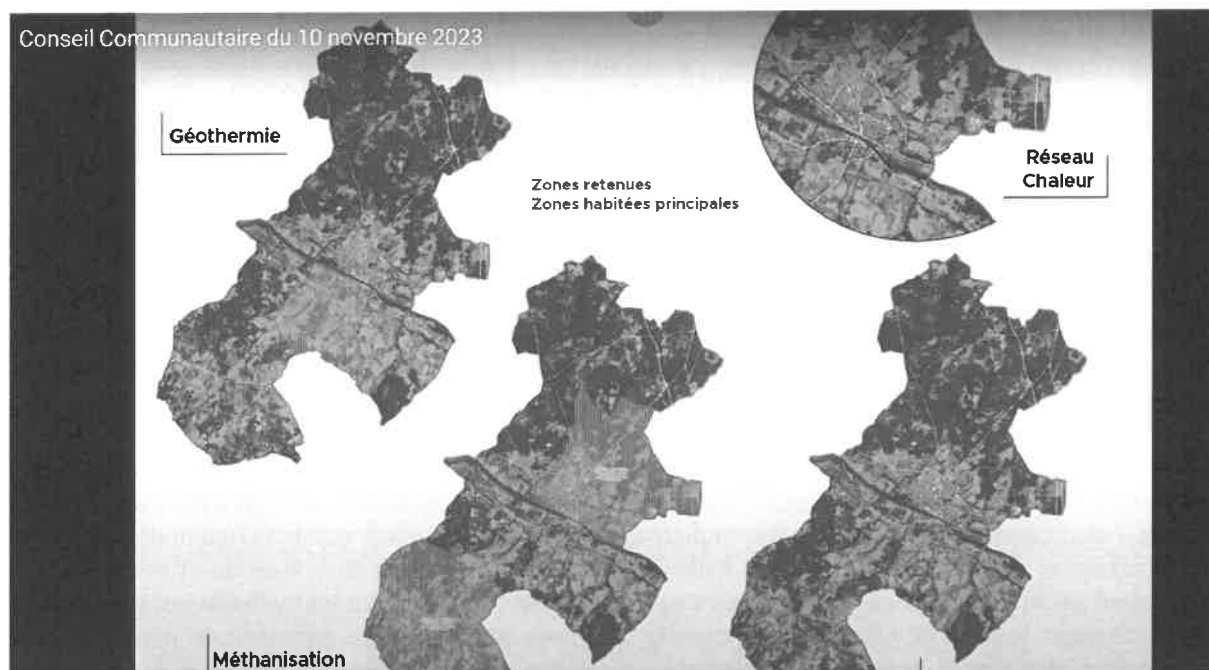 Conseil Communautaire du 10 novembre 2023
Géothermie
Zones retenues
Zones habitées principales
Réseau
Chaleur
Méthanisation